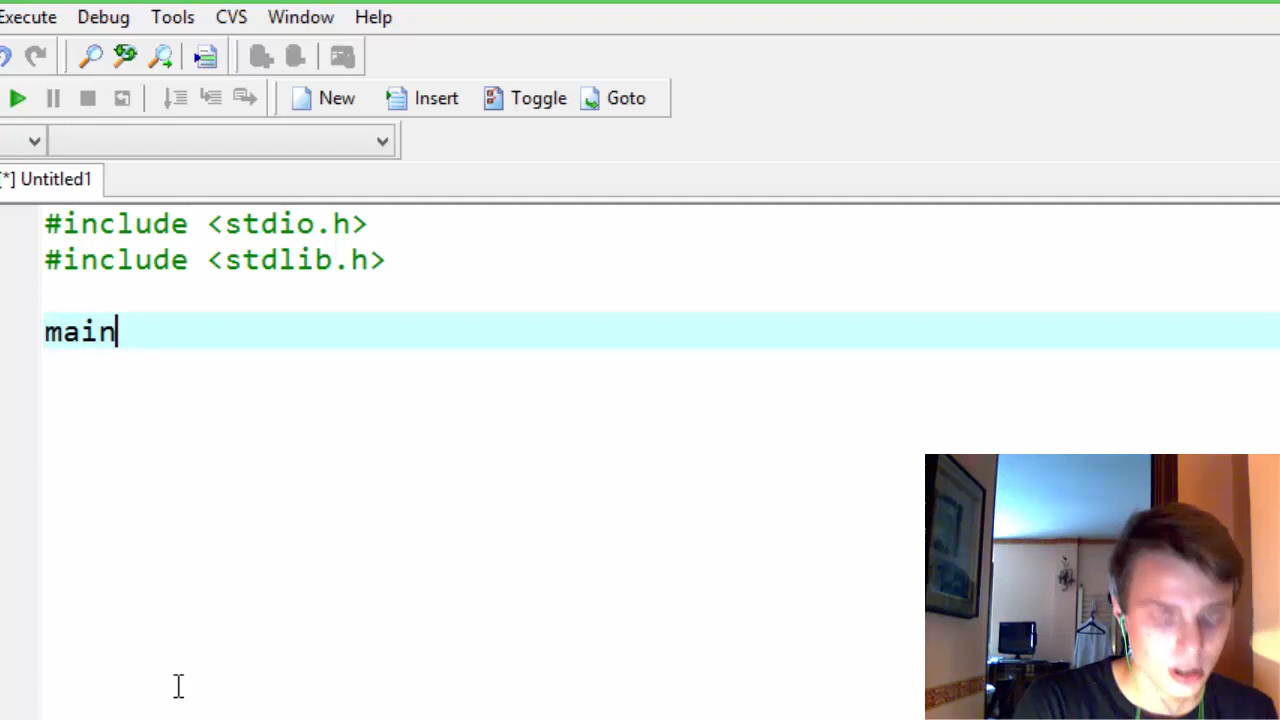 Execute Debug Tools CVS Window Help
New Insert Toggle Goto
[*] Untitled1
#include <stdio.h>
#include <stdlib.h>
main